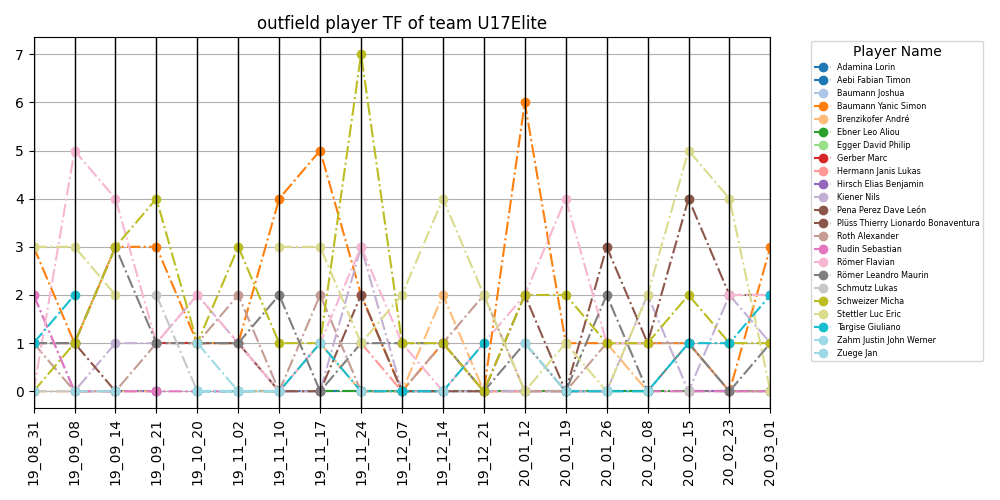 outfield player TF of team U17Elite
7
6
5
4
3
2
1
0
19_08_31
19_09_08
19_09_14
19_09_21
19_10_20
19_11_02
19_11_10
19_11_17
19_11_24
19_12_07
19_12_14
19_12_21
20_01_12
20_01_19
20_01_26
20_02_08
20_02_15
20_02_23
20_03_01
Player Name
Adamina Lorin
Aebi Fabian Timon
Baumann Joshua
Baumann Yanic Simon
Brenzikofer André
Ebner Leo Aliou
Egger David Philip
Gerber Marc
Hermann Janis Lukas
Hirsch Elias Benjamin
Kiener Nils
Pena Perez Dave León
Plüss Thierry Lionardo Bonaventura
Roth Alexander
Rudin Sebastian
Römer Flavian
Römer Leandro Maurin
Schmutz Lukas
Schweizer Micha
Stettler Luc Eric
Targise Giuliano
Zahm Justin John Werner
Zuege Jan